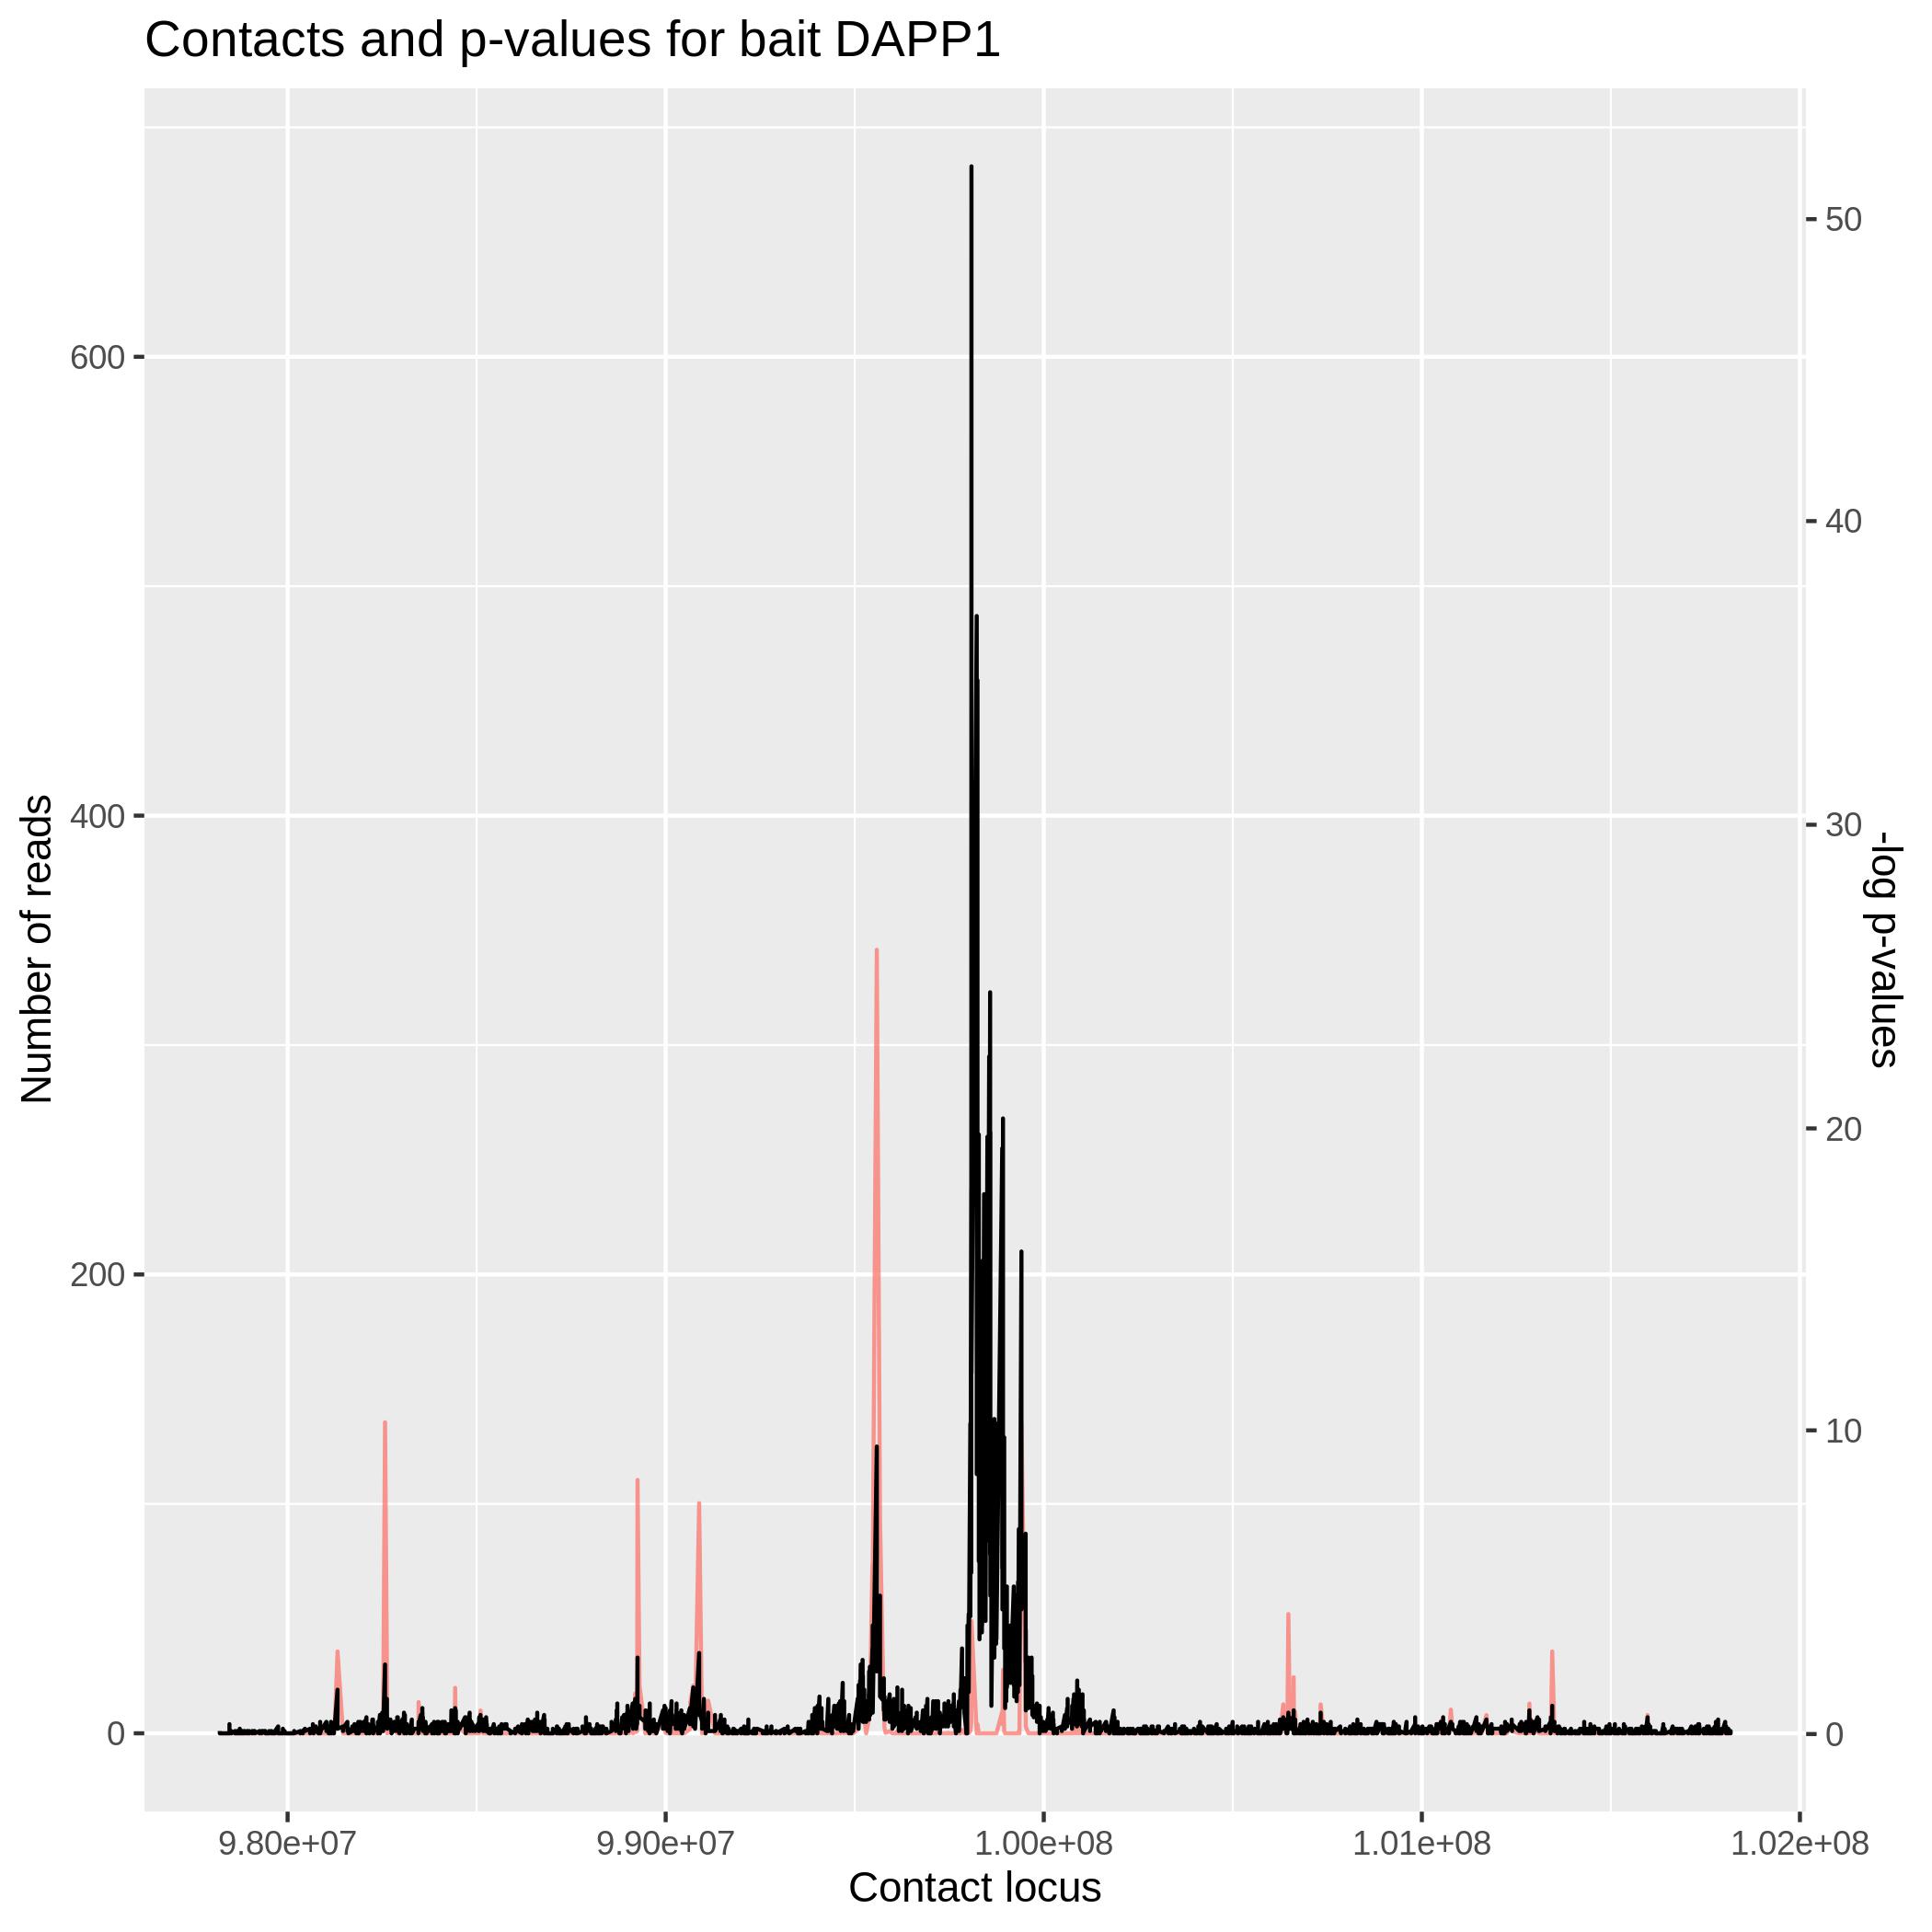 Contacts and p-values for bait DAPP1
Number of reads
600
400
200
0
50
40
30
20
10
0
-log p-values
9.80e+07
9.90e+07
1.00e+08
1.01e+08
1.02e+08
Contact locus